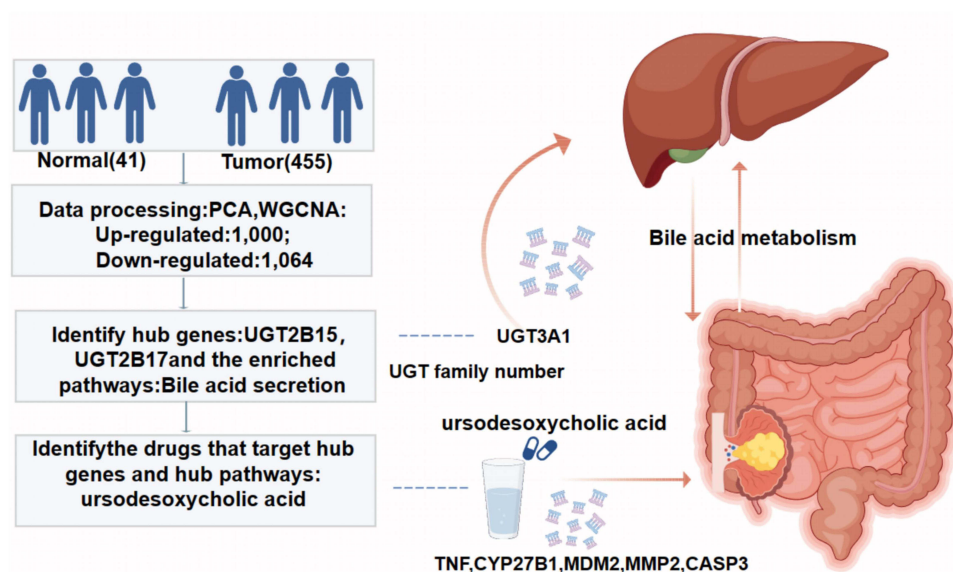 Normal(41)
Tumor(455)
Data processing:PCA,WGCNA:
Up-regulated:1,000;
Down-regulated:1,064
Identify hub genes:UGT2B15,
UGT2B17and the enriched
pathways:Bile acid secretion
Identifythe drugs that target hub
genes and hub pathways:
ursodesoxycholic acid
UGT3A1
UGT family number
Bile acid metabolism
ursodesoxycholic acid
TNF,CYP27B1,MDM2,MMP2,CASP3